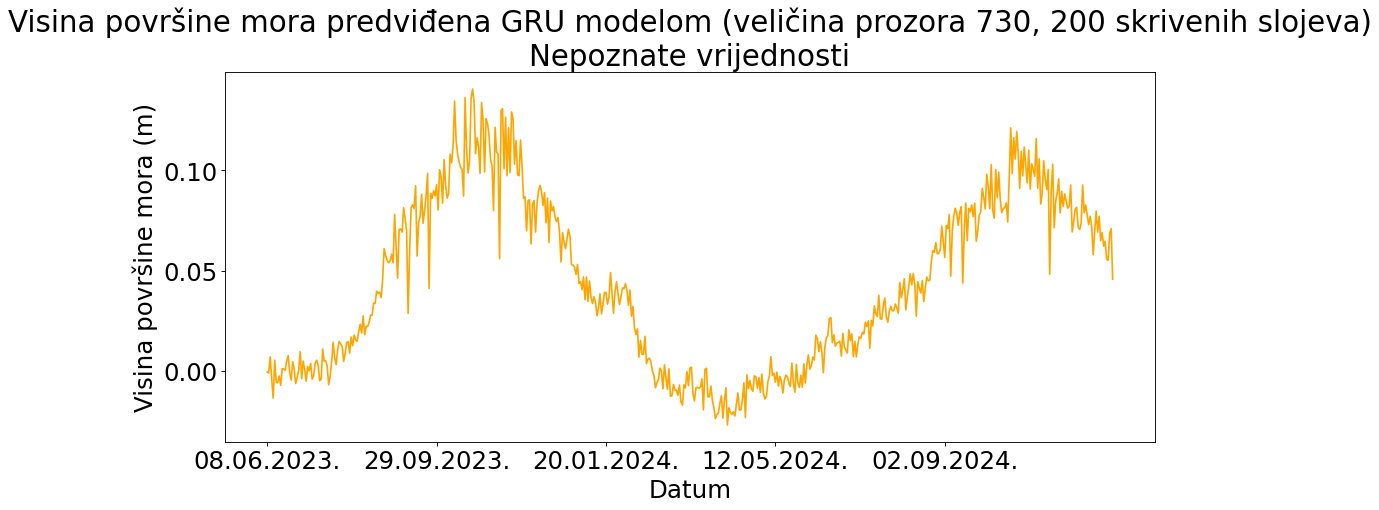 Visina površine mora predviđena GRU modelom (veličina prozora 730, 200 skrivenih slojeva)
Nepoznate vrijednosti
Visina površine mora (m)
0.10
0.05
0.00
08.06.2023. 29.09.2023. 20.01.2024. 12.05.2024. 02.09.2024.
Datum